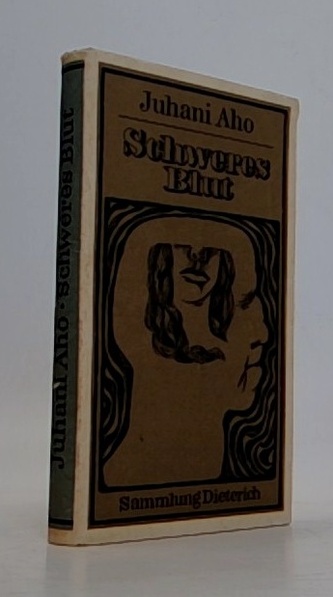 Juhani Aho
Schweres
Blut
Sammlung Dieterich
Juhani Aho · Schweres Blut